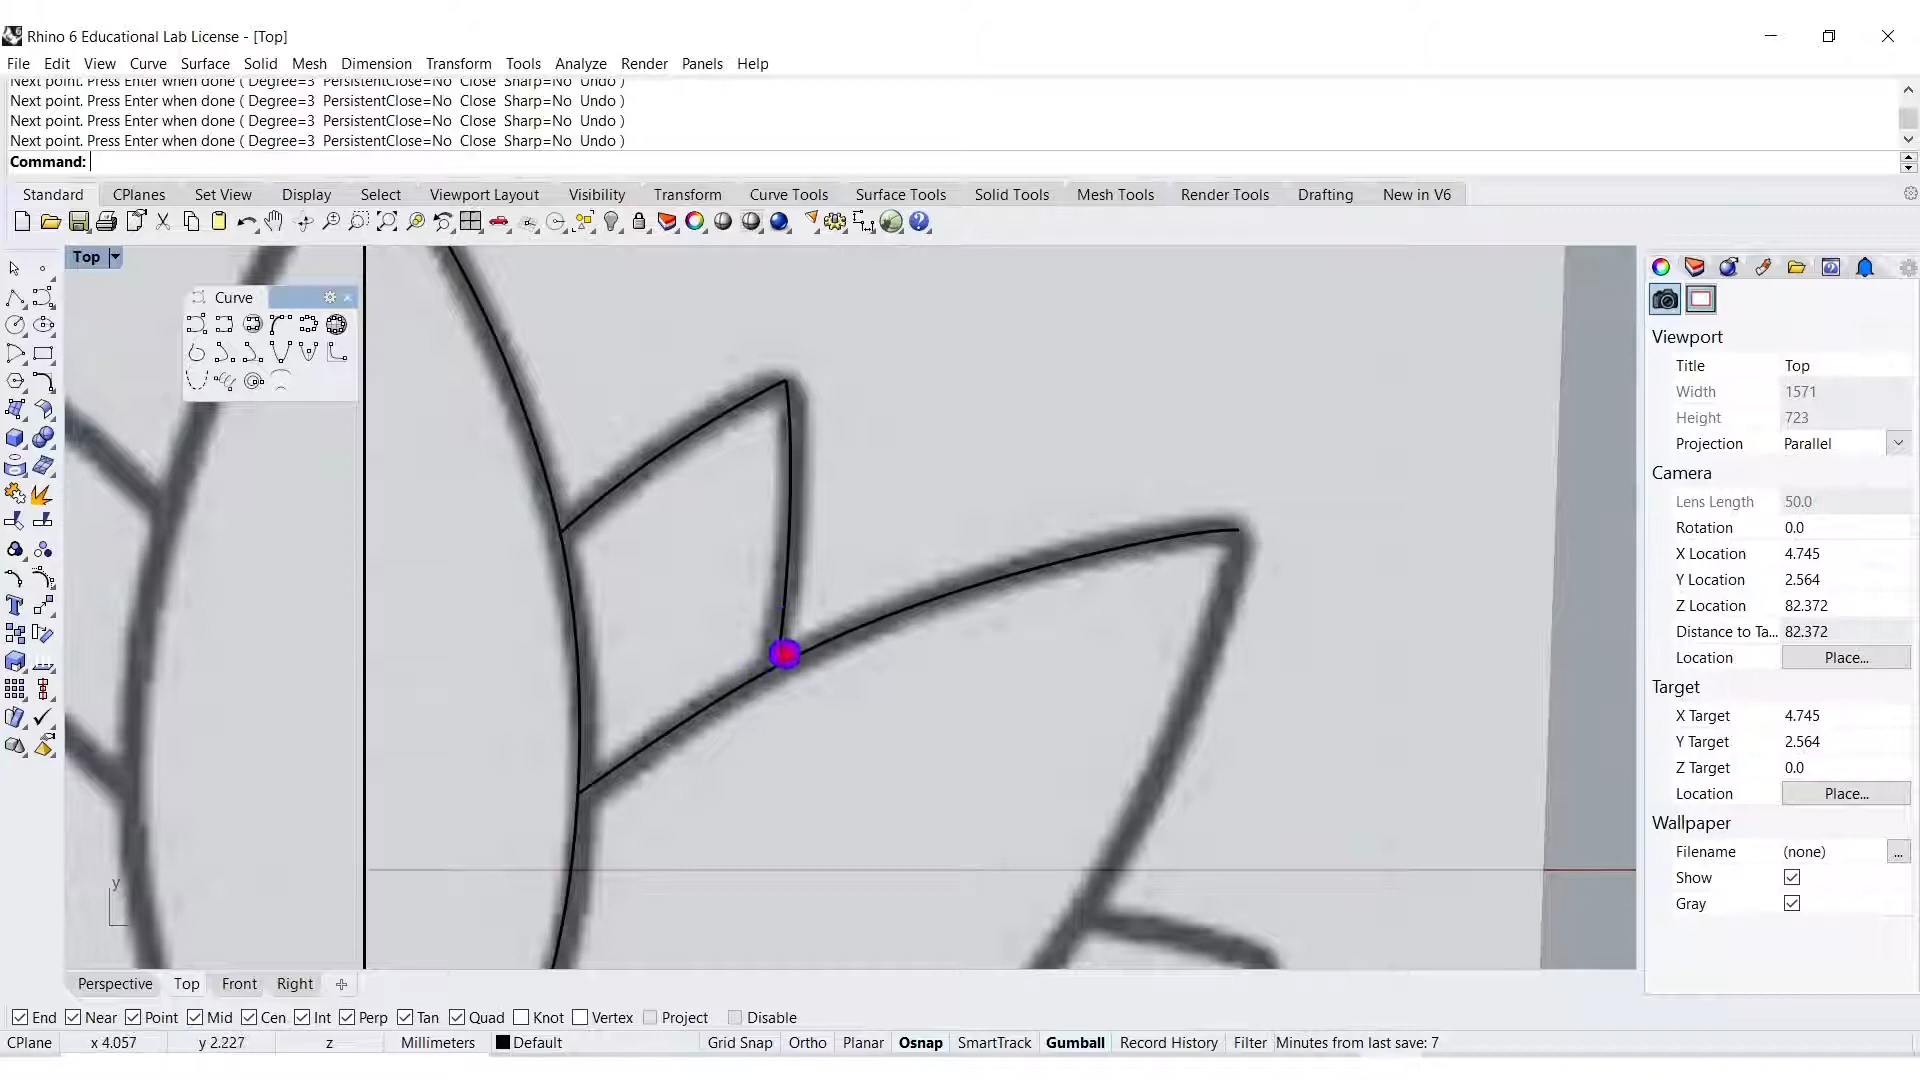 Rhino 6 Educational Lab License - [Top]
File Edit View Curve Surface Solid Mesh Dimension Transform Tools Analyze Render Panels Help
Next point. Press Enter when done ( Degree=3 PersistentClose=No Close Sharp=No Undo )
Next point. Press Enter when done ( Degree=3 PersistentClose=No Close Sharp=No Undo )
Next point. Press Enter when done ( Degree=3 PersistentClose=No Close Sharp=No Undo )
Next point. Press Enter when done ( Degree=3 PersistentClose=No Close Sharp=No Undo )
Command:
Standard CPlanes Set View Display Select Viewport Layout Visibility Transform Curve Tools Surface Tools Solid Tools Mesh Tools Render Tools Drafting New in V6
Top
Curve
Viewport
Title Top
Width 1571
Height 723
Projection Parallel
Camera
Lens Length 50.0
Rotation 0.0
X Location 4.745
Y Location 2.564
Z Location 82.372
Distance to Ta... 82.372
Location Place...
Target
X Target 4.745
Y Target 2.564
Z Target 0.0
Location Place...
Wallpaper
Filename (none) ...
Show
Gray
y
Perspective Top Front Right
End Near Point Mid Cen Int Perp Tan Quad Knot Vertex Project Disable
CPlane x 4.057 y 2.227 z Millimeters Default Grid Snap Ortho Planar Osnap SmartTrack Gumball Record History Filter Minutes from last save: 7